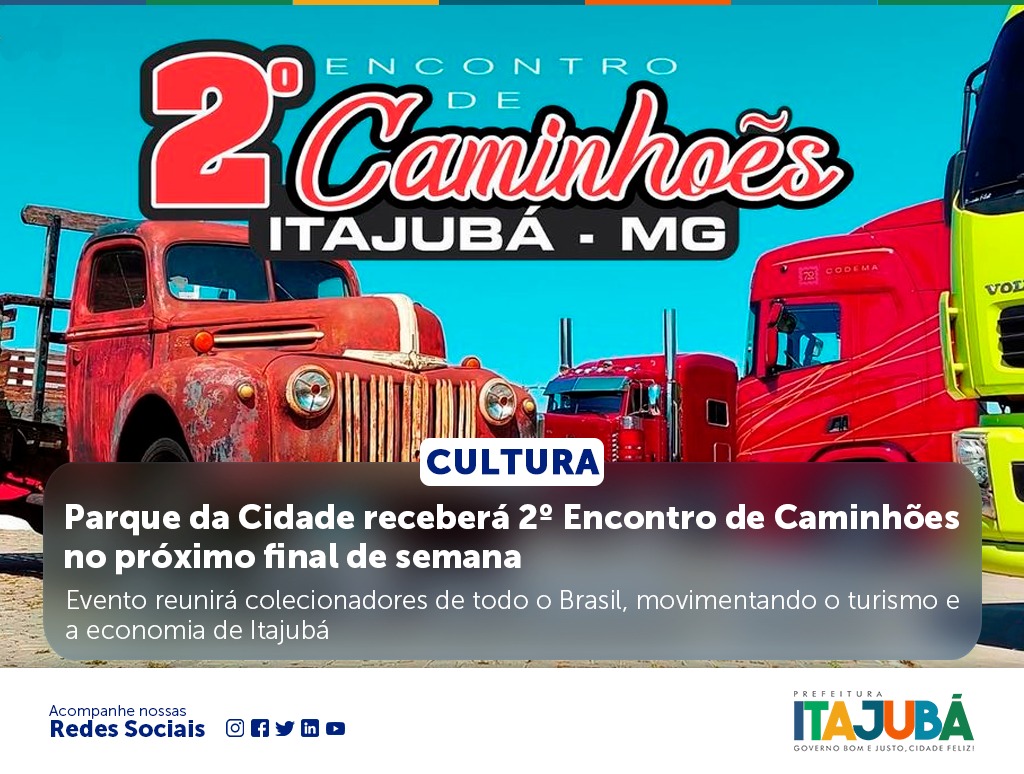 2º ENCONTRO
DE
Caminhoẽs
ITAJUBÁ - MG
CODEMA
CULTURA
Parque da Cidade receberá 2º Encontro de Caminhões
no próximo final de semana
Evento reunirá colecionadores de todo o Brasil, movimentando o turismo e
a economia de Itajubá
Acompanhe nossas
Redes Sociais
PREFEITURA
ITAJUBÁ
GOVERNO BOM E JUSTO, CIDADE FELIZ!